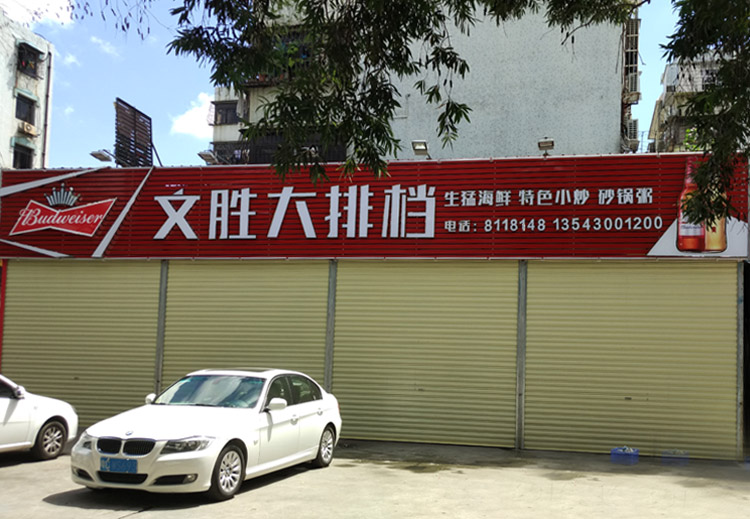 Budweiser
文胜大排档
生猛海鲜 特色小炒 砂锅粥
电话：8118148 13543001200